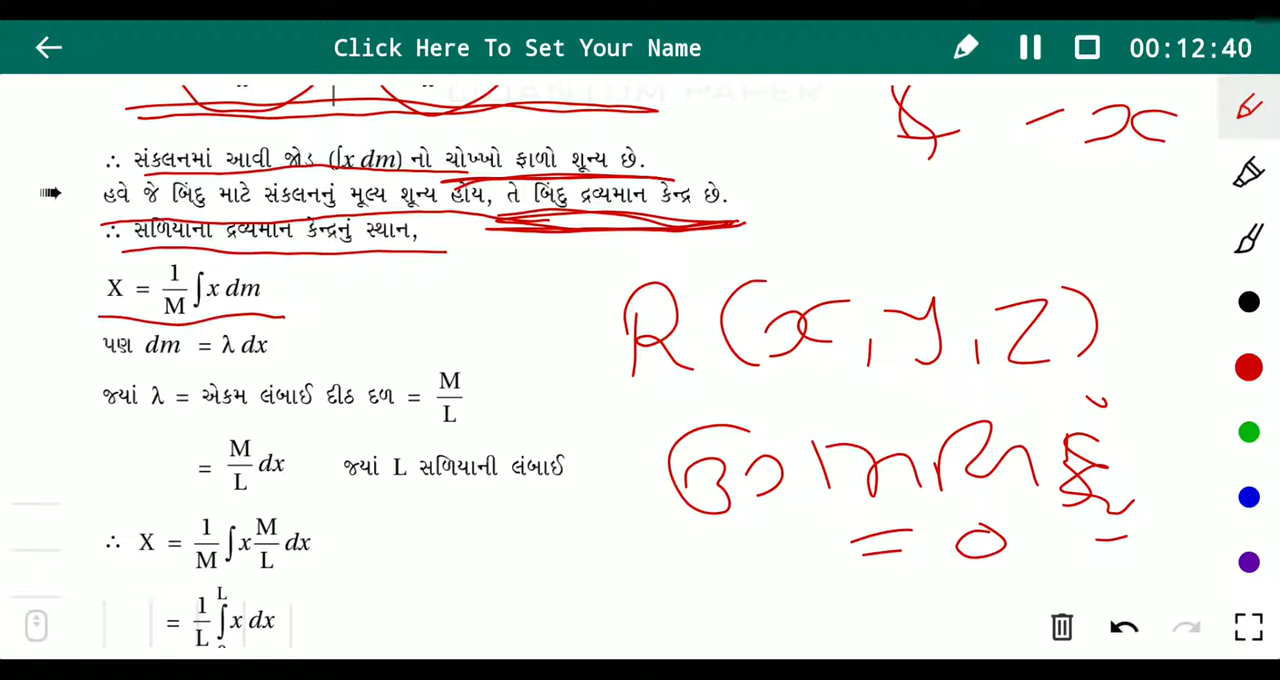 Click Here To Set Your Name
00:12:40
- x
∴ સંકલનમાં આવી જોડ (∫x dm) નો ચોખ્ખો ફાળો શૂન્ય છે.
હવે જે બિંદુ માટે સંકલનનું મૂલ્ય શૂન્ય હોય, તે બિંદુ દ્રવ્યમાન કેન્દ્ર છે.
∴ સળિયાના દ્રવ્યમાન કેન્દ્રનું સ્થાન,
X = 1/M ∫ x dm
R (x, y, z)
પણ dm = λ dx
જ્યાં λ = એકમ લંબાઈ દીઠ દળ = M/L
= M/L dx જ્યાં L સળિયાની લંબાઈ
= 0
∴ X = 1/M ∫ x M/L dx
= 1/L ∫ L x dx